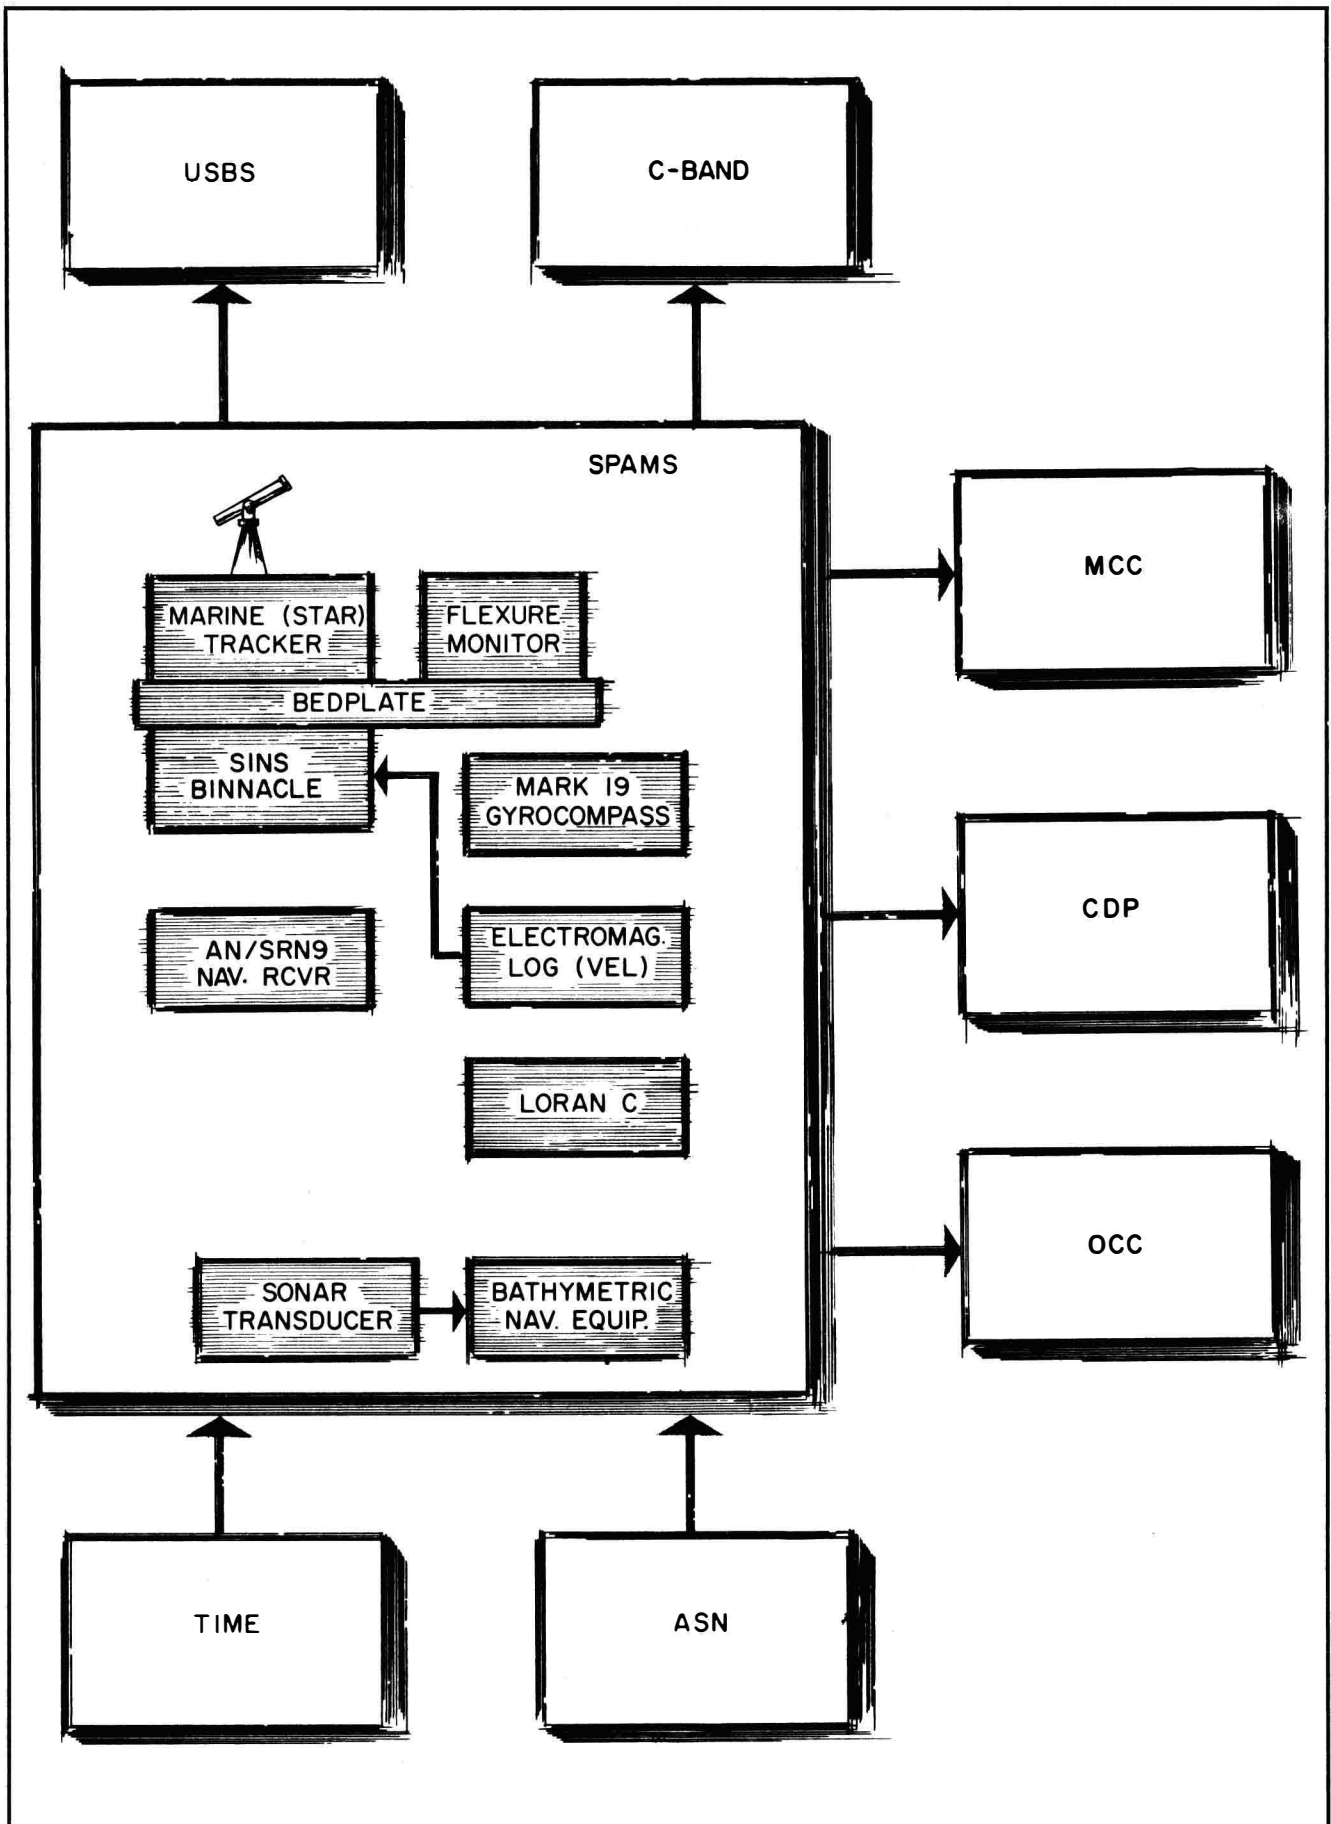 USBS
C-BAND
SPAMS
MARINE (STAR)
TRACKER
FLEXURE
MONITOR
BEDPLATE
SINS
BINNACLE
MARK 19
GYROCOMPASS
AN/SRN9
NAV. RCVR
ELECTROMAG.
LOG (VEL)
LORAN C
SONAR
TRANSDUCER
BATHYMETRIC
NAV. EQUIP.
MCC
CDP
OCC
TIME
ASN